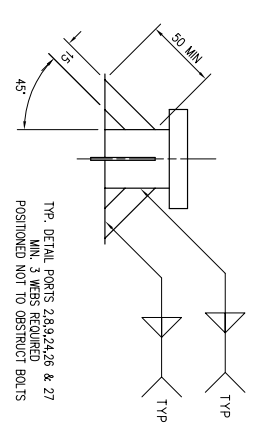 50 MIN
15
45°
TYP
TYP
TYP. DETAIL PORTS 2,8,9,24,26 & 27
MIN. 3 WEBS REQUIRED
POSITIONED NOT TO OBSTRUCT BOLTS